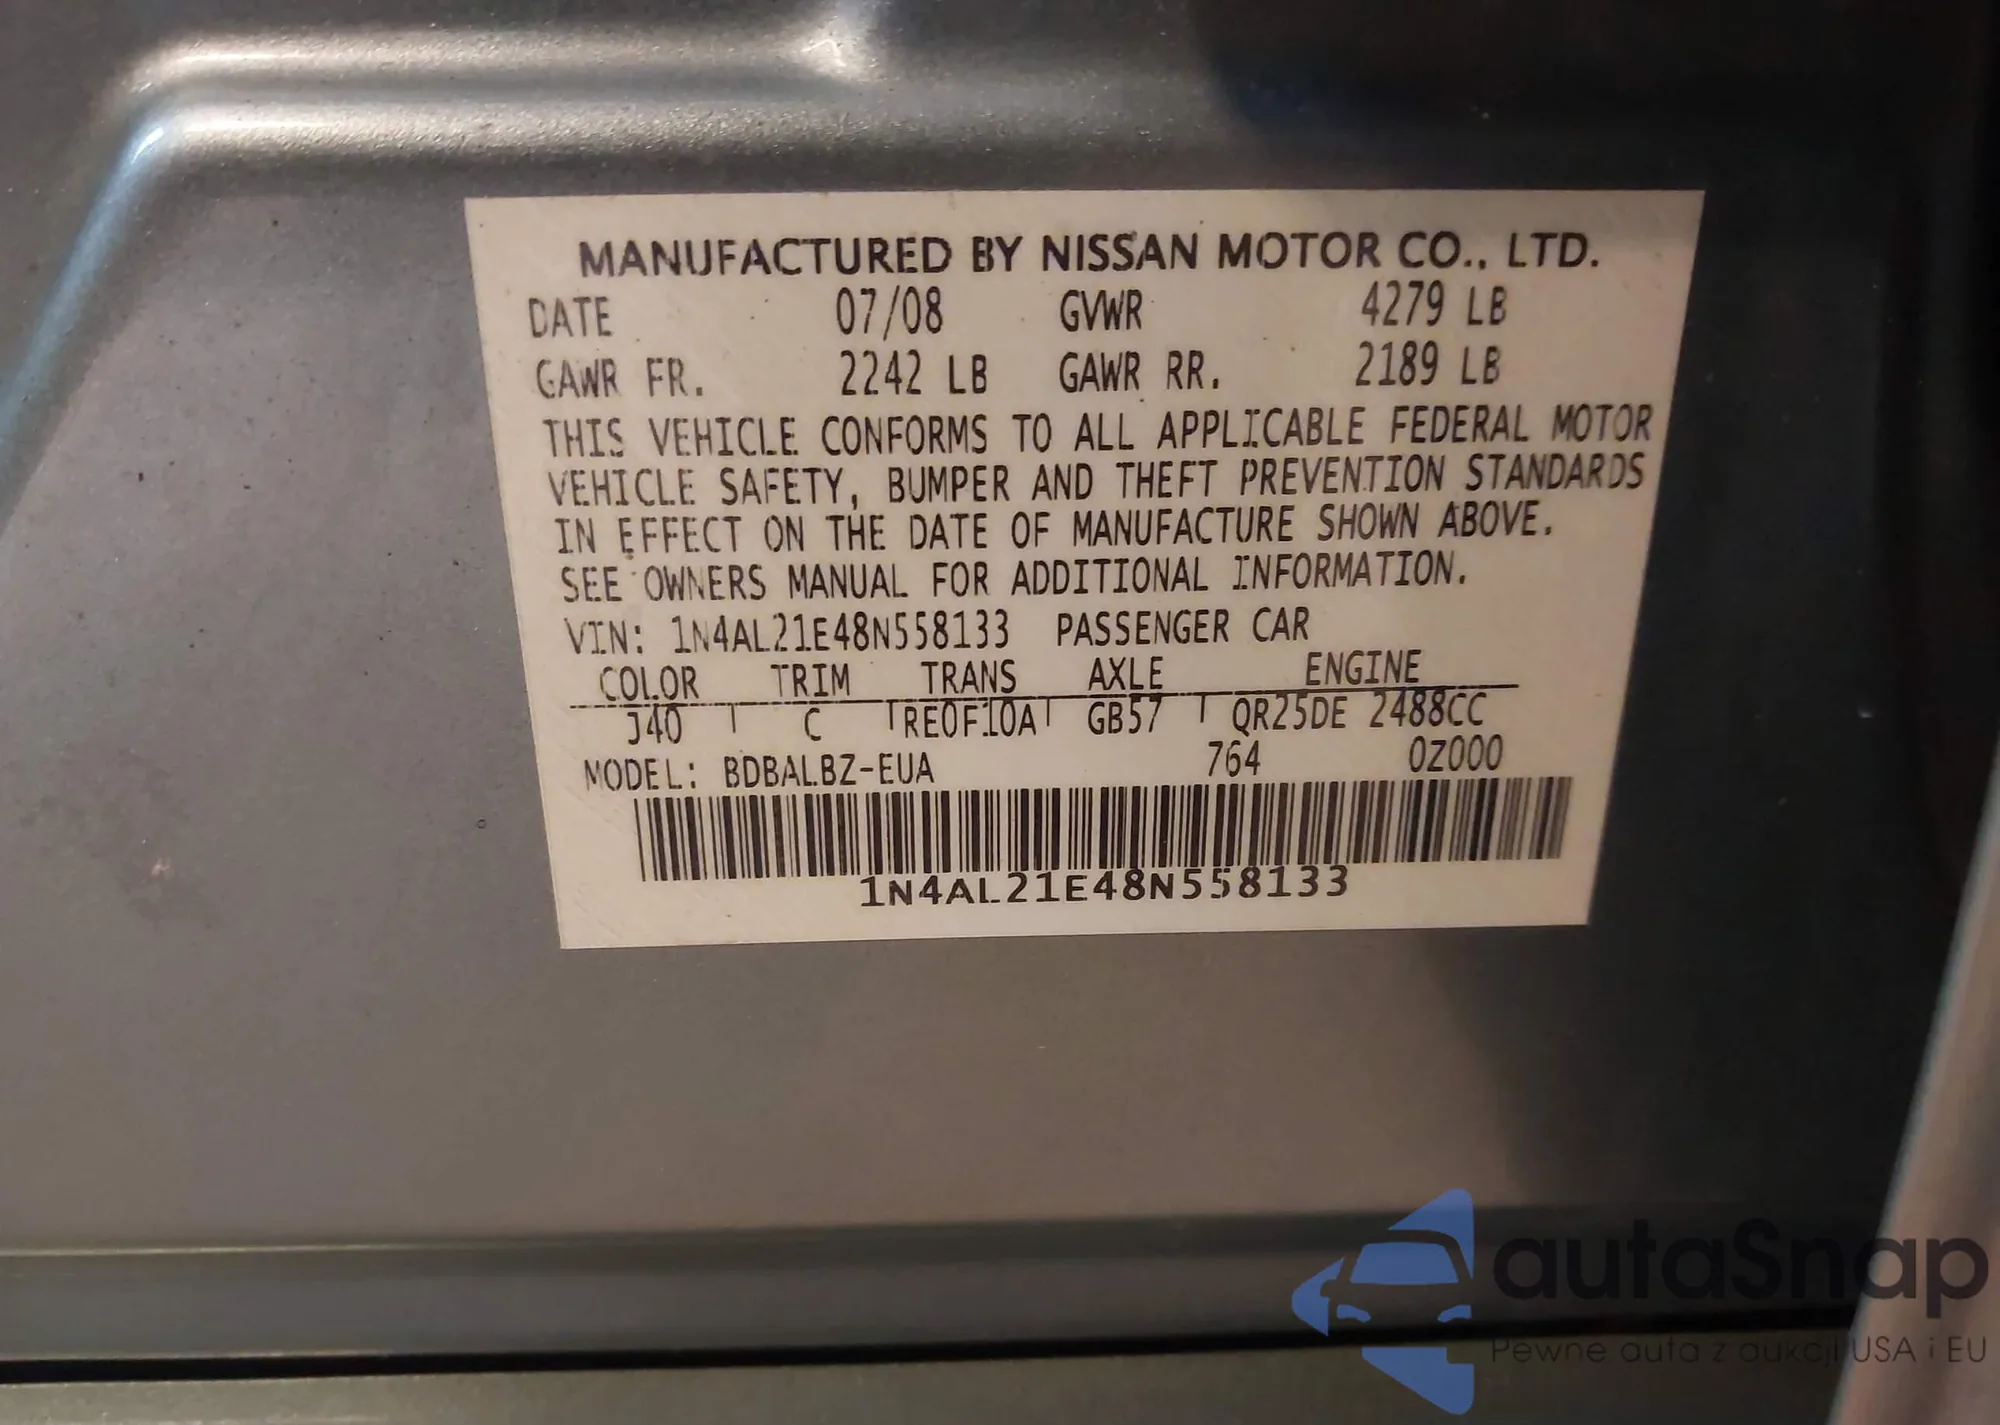 MANUFACTURED BY NISSAN MOTOR CO., LTD.
DATE 07/08 GVWR 4279 LB
GAWR FR. 2242 LB GAWR RR. 2189 LB
THIS VEHICLE CONFORMS TO ALL APPLICABLE FEDERAL MOTOR
VEHICLE SAFETY, BUMPER AND THEFT PREVENTION STANDARDS
IN EFFECT ON THE DATE OF MANUFACTURE SHOWN ABOVE.
SEE OWNERS MANUAL FOR ADDITIONAL INFORMATION.
VIN: 1N4AL21E48N558133 PASSENGER CAR
COLOR TRIM TRANS AXLE ENGINE
J40 C RE0F10A GB57 QR25DE 2488CC
MODEL: BDBALBZ-EUA 764 0Z000
1N4AL21E48N558133
autaSnap
Pewne auta z aukcji USA i EU